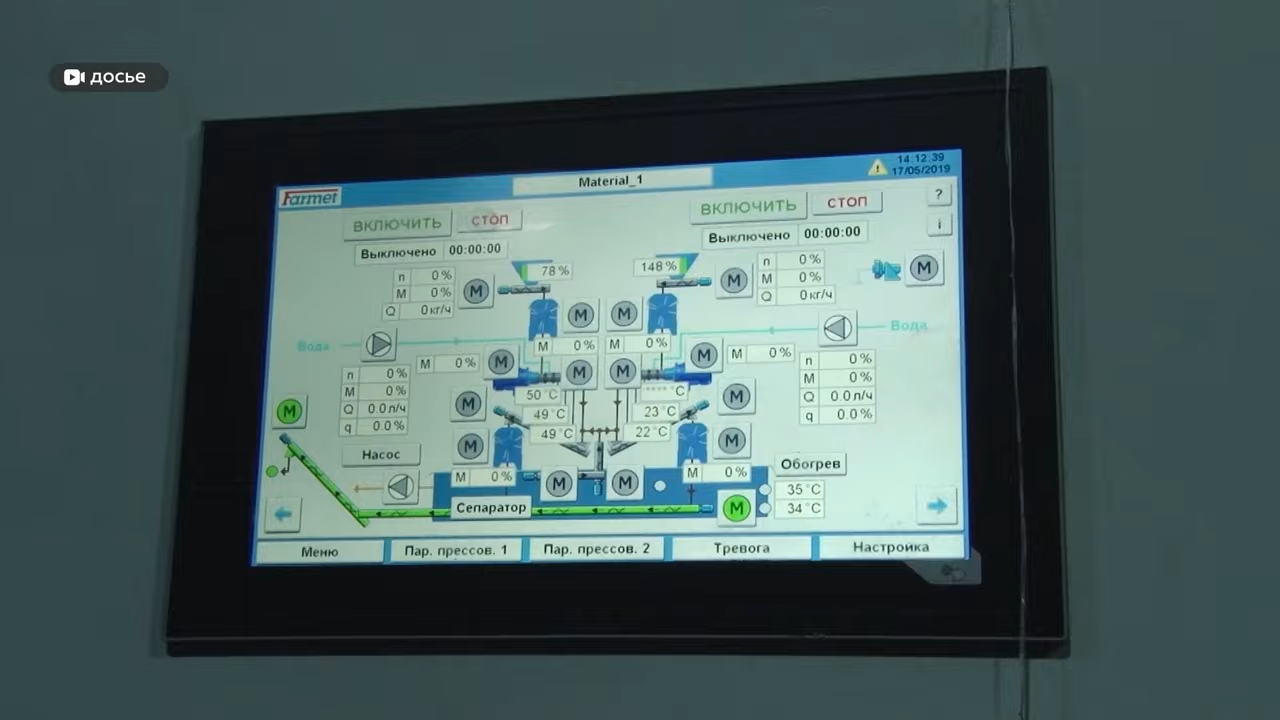 досье
14:12:39
17/05/2019
Farmet
Material_1
ВКЛЮЧИТЬ СТОП
ВКЛЮЧИТЬ СТОП
?
Выключено 00:00:00
Выключено 00:00:00
i
n 0 %
M 0 %
Q 0 кг/ч
M
78 %
148 %
M
n 0 %
M 0 %
Q 0 кг/ч
M
M
M
Вода
Вода
M 0 %
M 0 %
M 0 %
M
M
M
M
M 0 %
n 0 %
M 0 %
Q 0.0 л/ч
q 0.0 %
n 0 %
M 0 %
Q 0.0 л/ч
q 0.0 %
50 °C
**** °C
M
49 °C
23 °C
M
M
49 °C
22 °C
M
M
M
Насос
Обогрев
M 0 %
M
M
M 0 %
35 °C
34 °C
Сепаратор
M
Меню
Пар. прессов. 1
Пар. прессов. 2
Тревога
Настройка